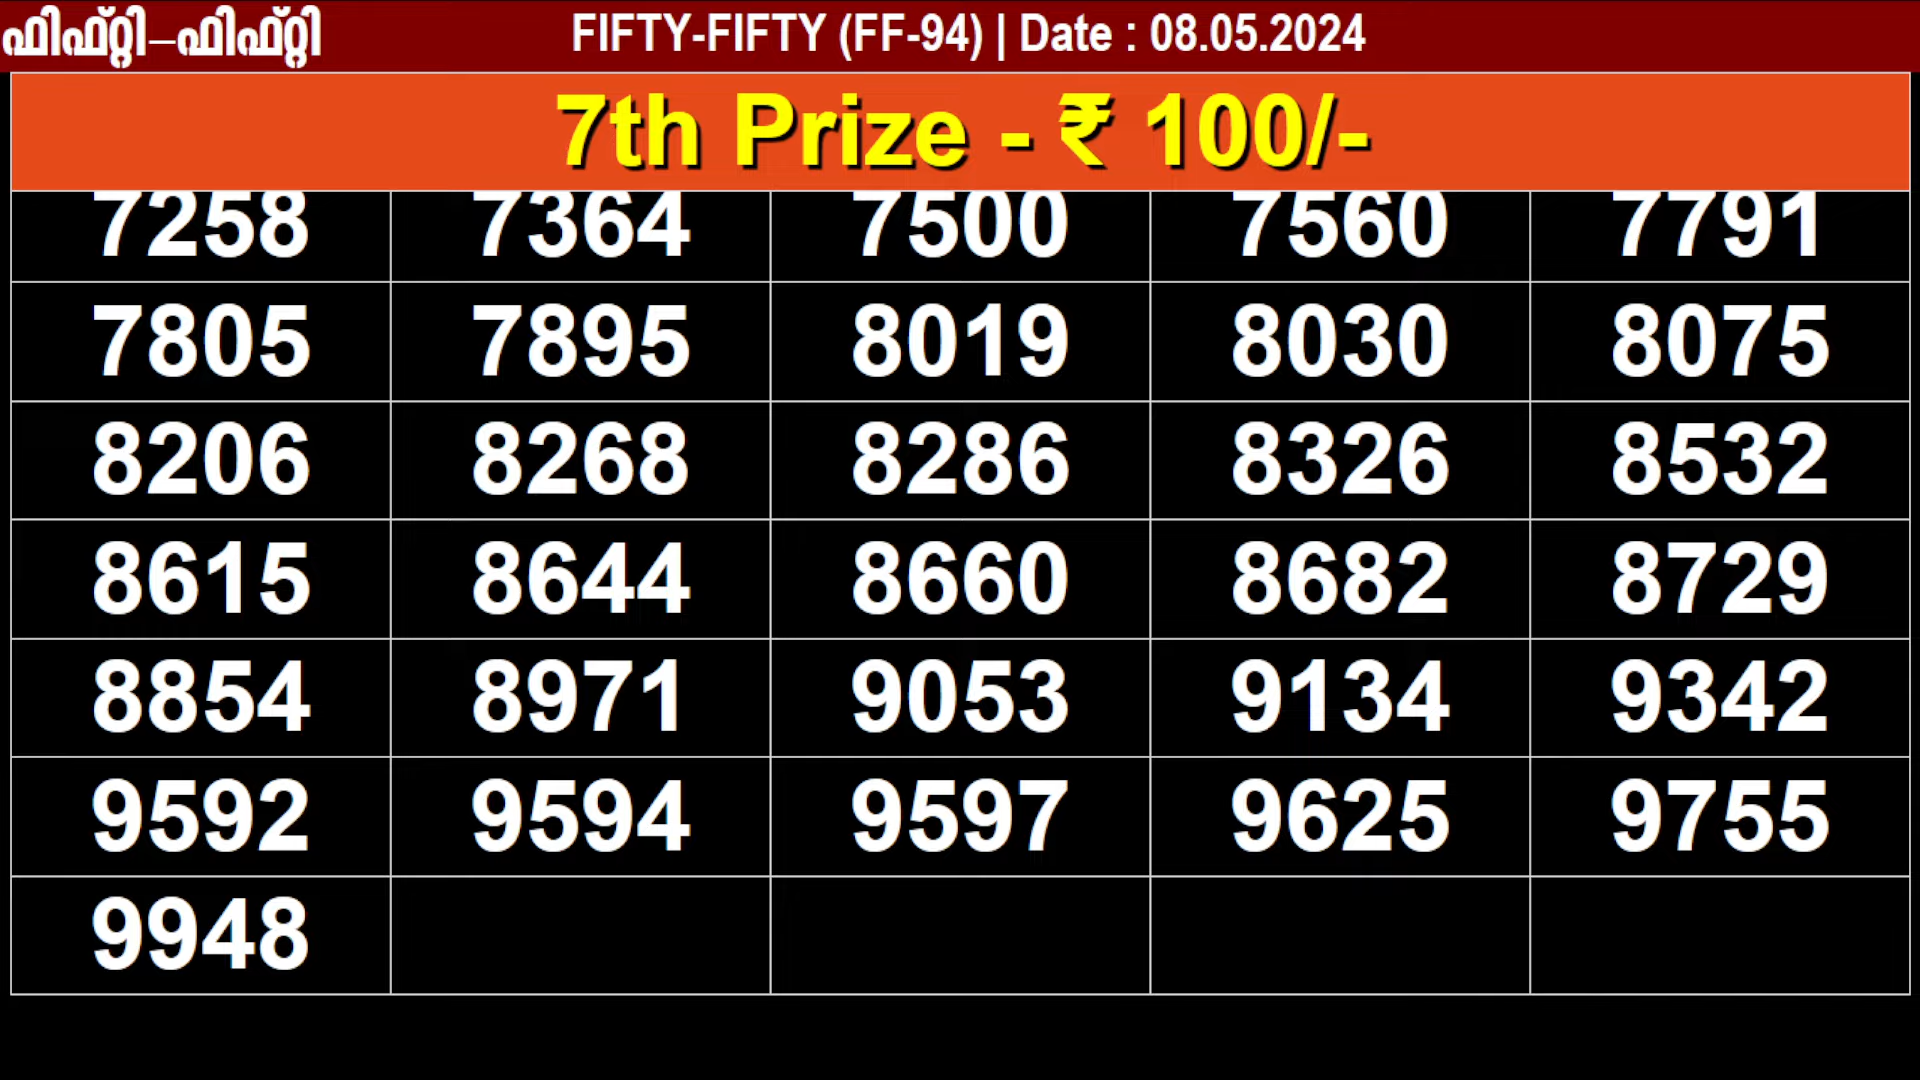 ഫിഫ്റ്റി-ഫിഫ്റ്റി FIFTY-FIFTY (FF-94) | Date : 08.05.2024
7th Prize - ₹ 100/-
7258 7364 7500 7560 7791
7805 7895 8019 8030 8075
8206 8268 8286 8326 8532
8615 8644 8660 8682 8729
8854 8971 9053 9134 9342
9592 9594 9597 9625 9755
9948